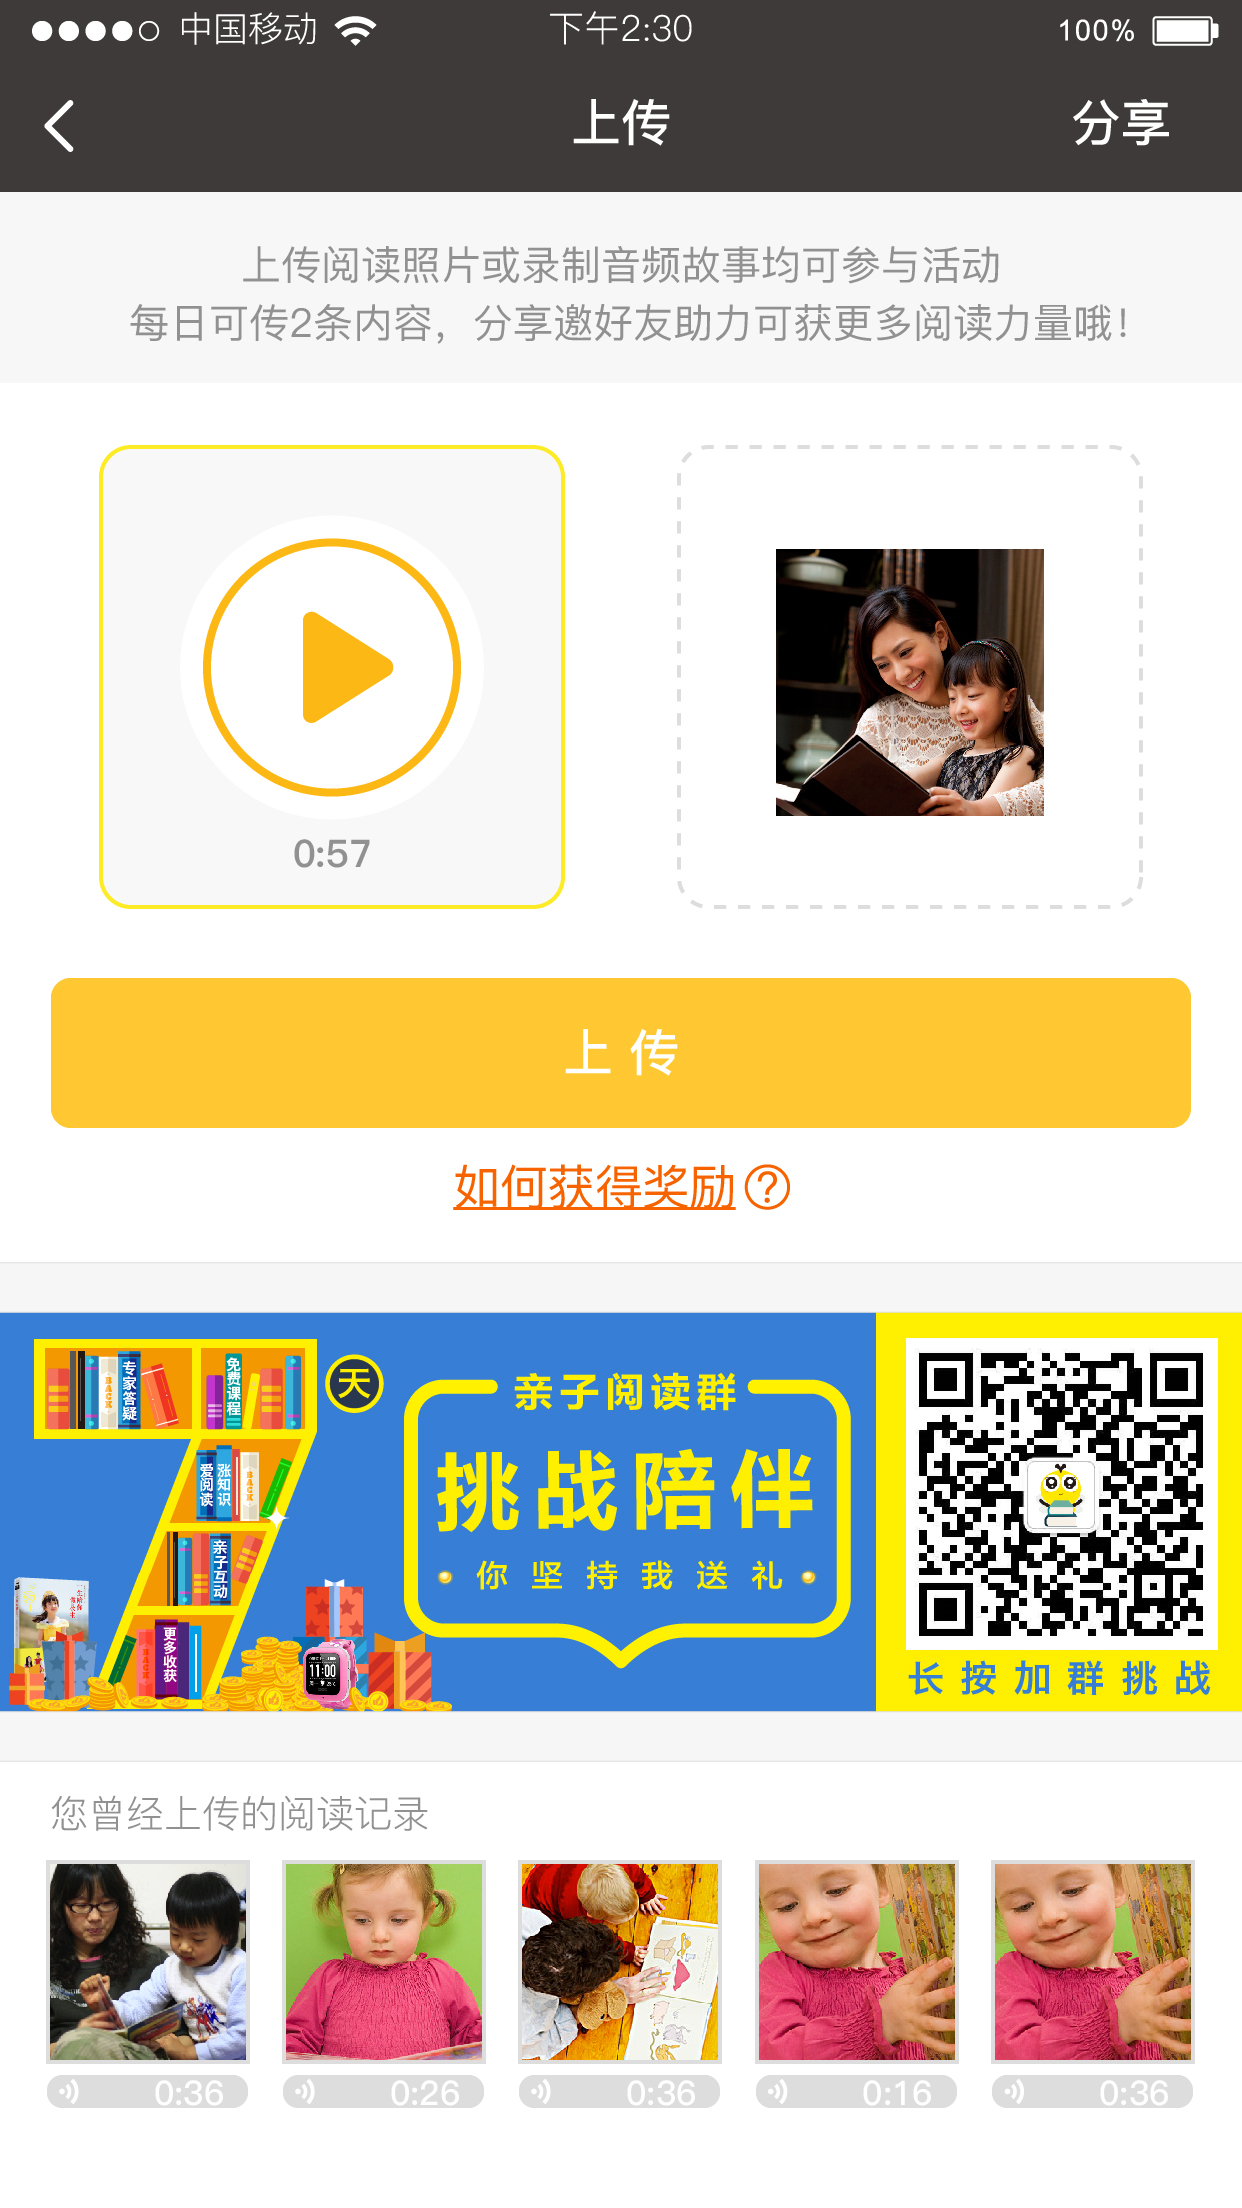 中国移动
下午2:30
100%
上传
分享
上传阅读照片或录制音频故事均可参与活动
每日可传2条内容，分享邀好友助力可获更多阅读力量哦！
0:57
上 传
如何获得奖励?
7
天
专家答疑
BACK
免费课程
爱阅读
涨知识
BACK
亲子互动
更多收获
BACK
11:00
亲子阅读群
挑战陪伴
你坚持我送礼
长按加群挑战
您曾经上传的阅读记录
0:36
0:26
0:36
0:16
0:36